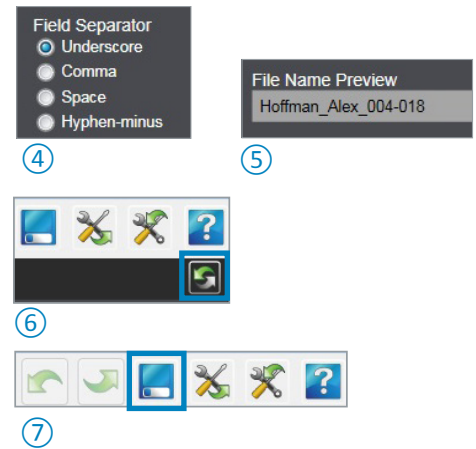 Field Separator
Underscore
Comma
Space
Hyphen-minus
④
File Name Preview
Hoffman_Alex_004-018
⑤
?
⑥
?
⑦